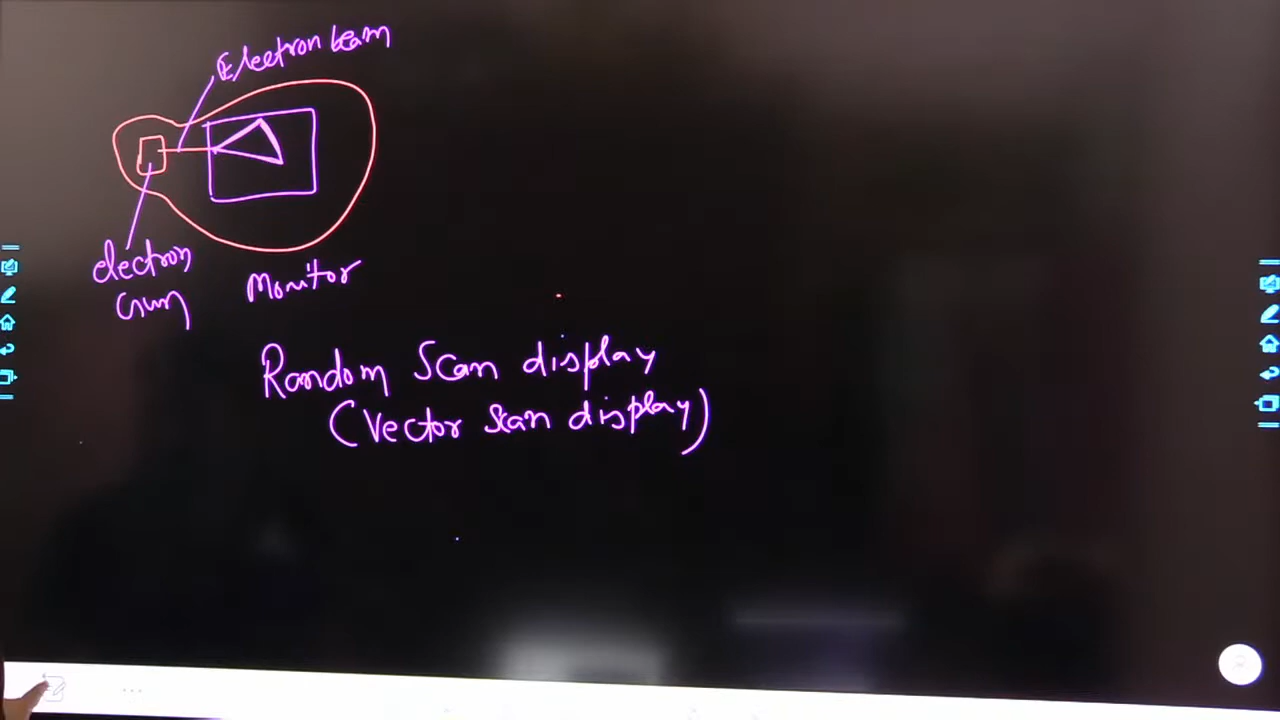 Electron beam
electron
Gun
Monitor
Random Scan display
(Vector Scan display)